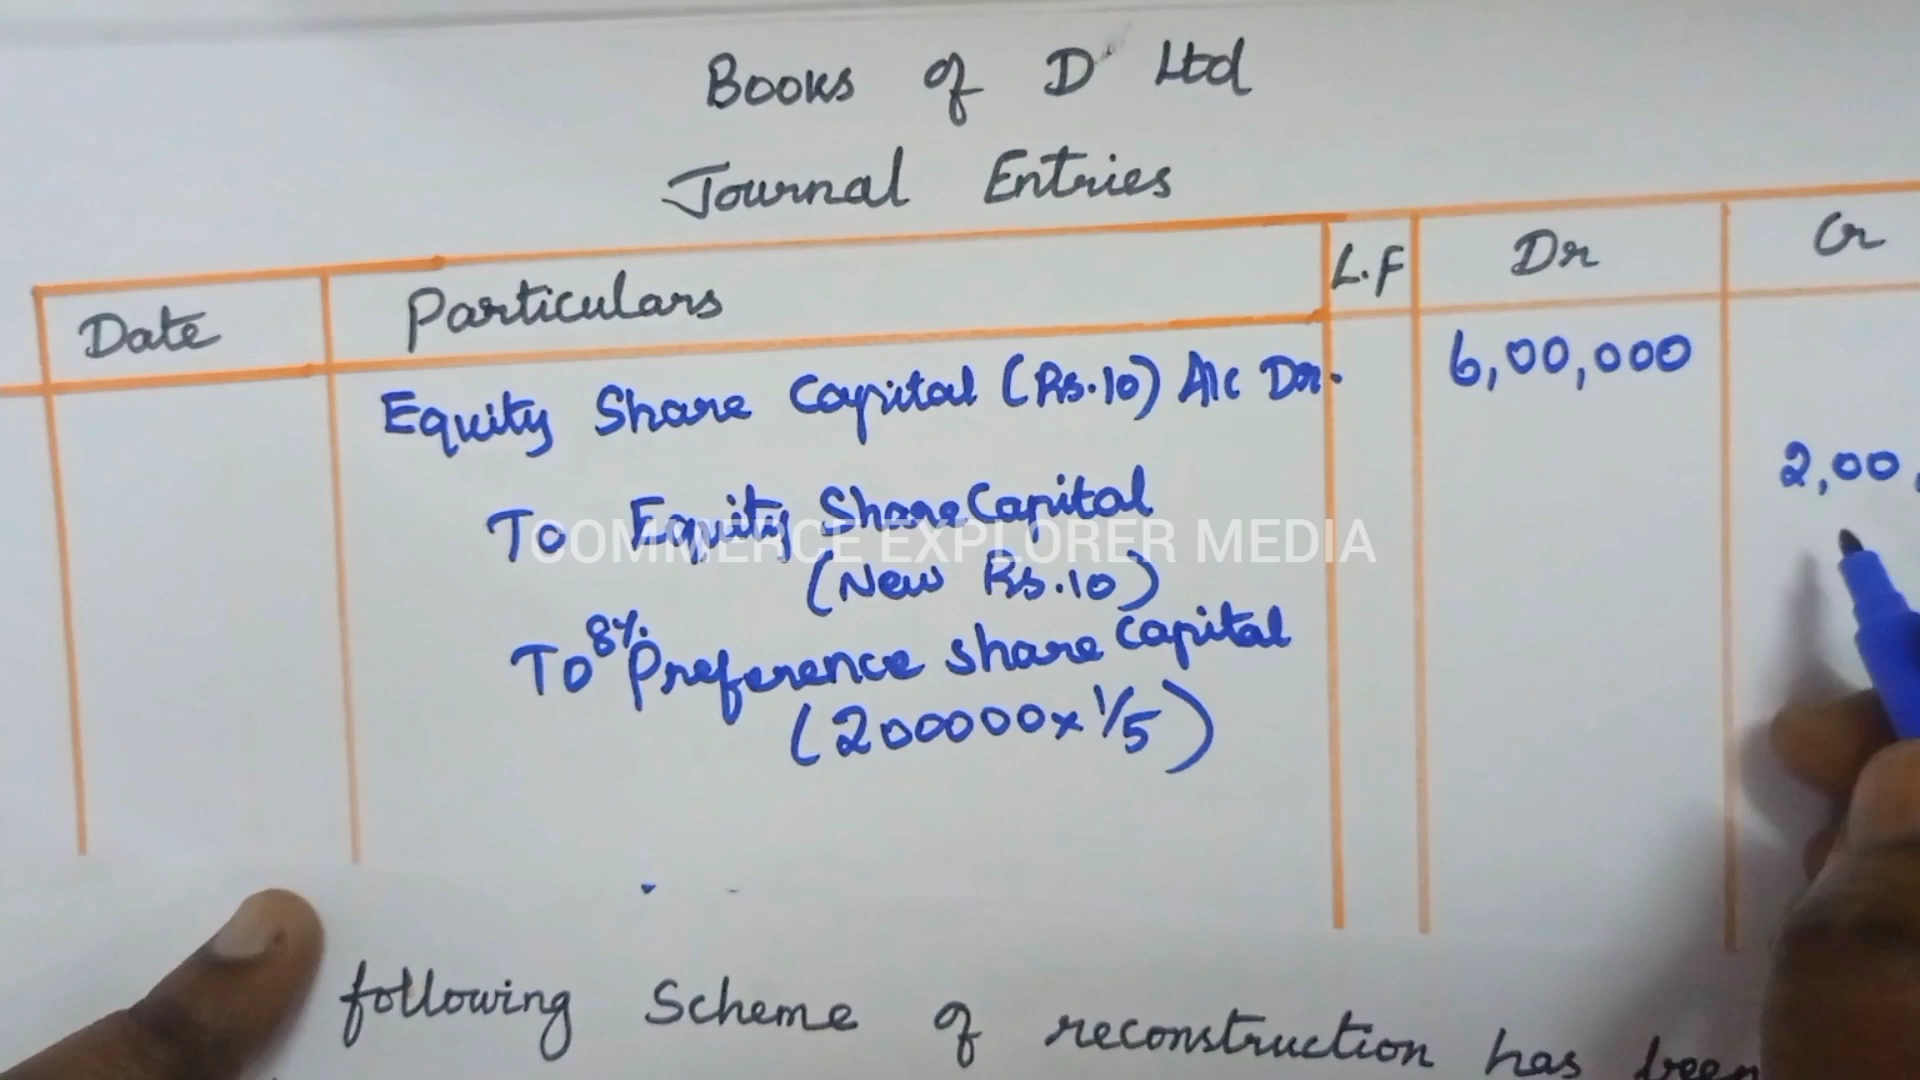 Books of D Ltd
Journal Entries
Date Particulars L.F Dr Cr
Equity Share Capital (Rs.10) A/c Dr. 6,00,000
To Equity Share Capital 2,00,
(New Rs.10)
To 8% Preference share capital
(200000x1/5)
COMMERCE EXPLORER MEDIA
following Scheme of reconstruction has been